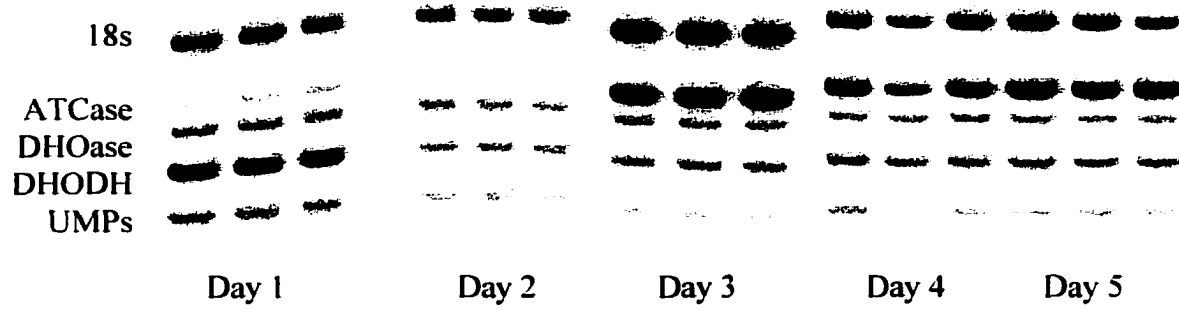 18s
ATCase
DHOase
DHODH
UMPs
Day 1 Day 2 Day 3 Day 4 Day 5